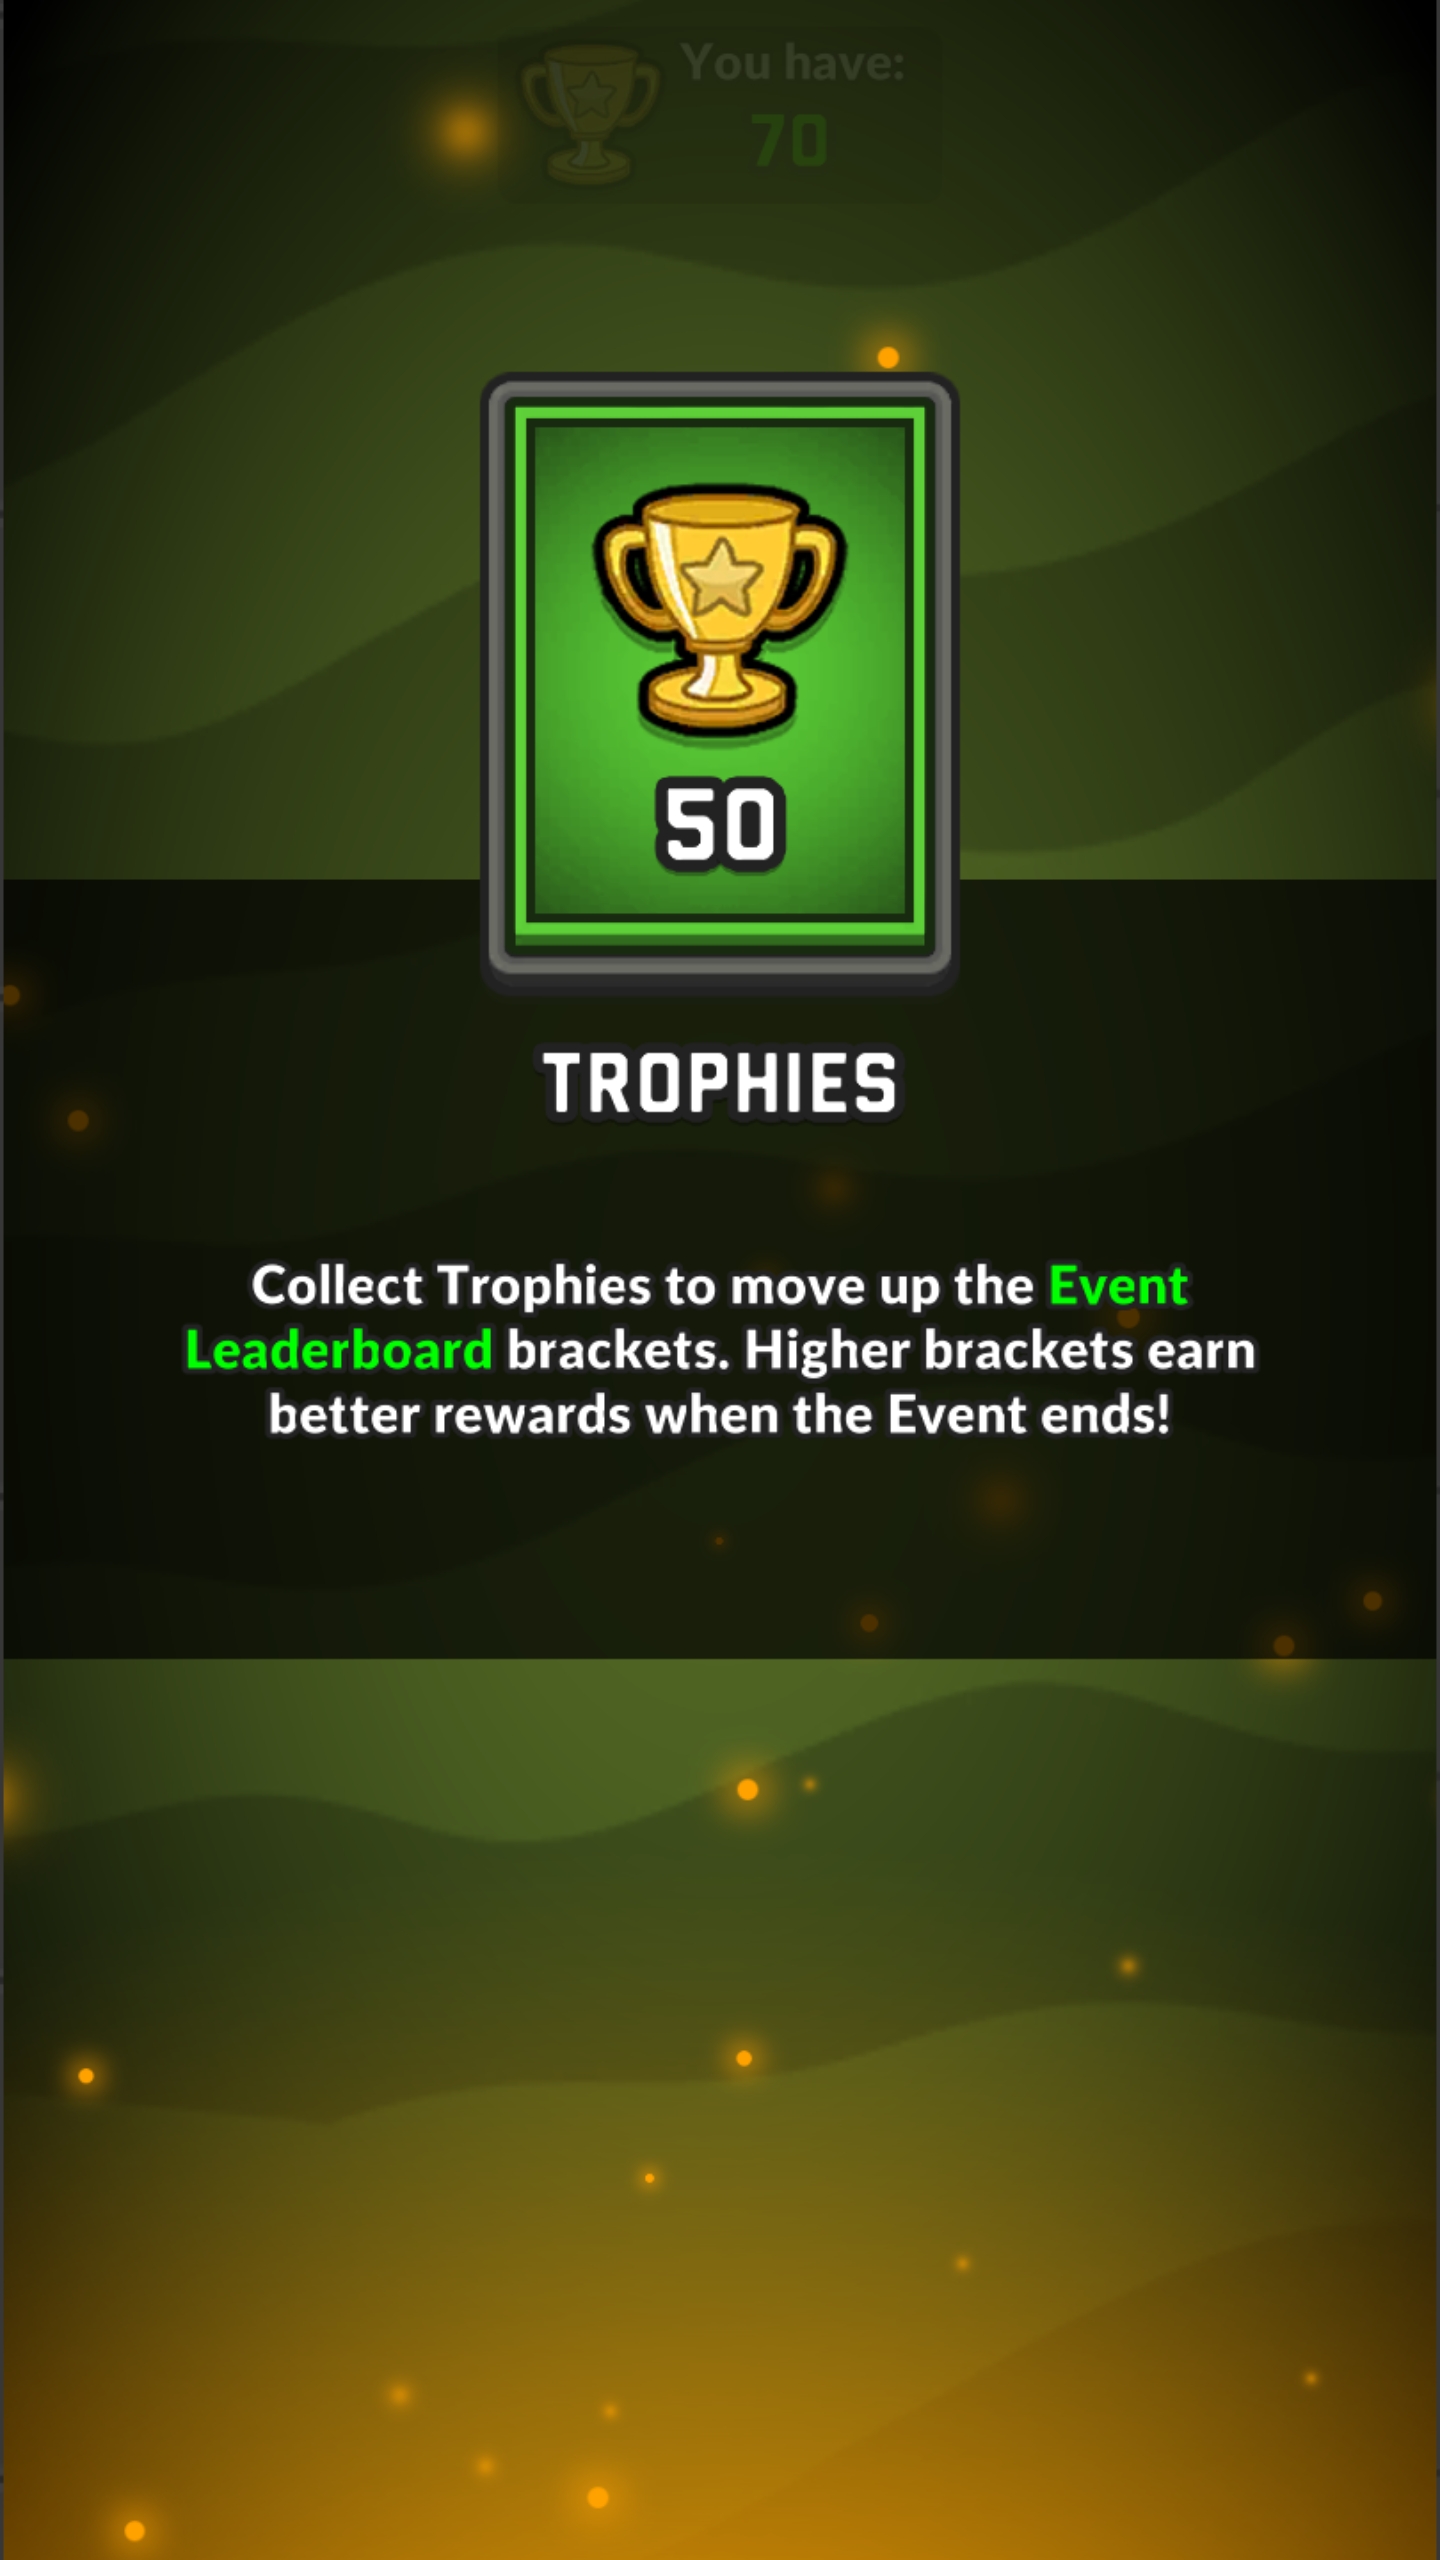 You have:
70
50
TROPHIES
Collect Trophies to move up the Event
Leaderboard brackets. Higher brackets earn
better rewards when the Event ends!